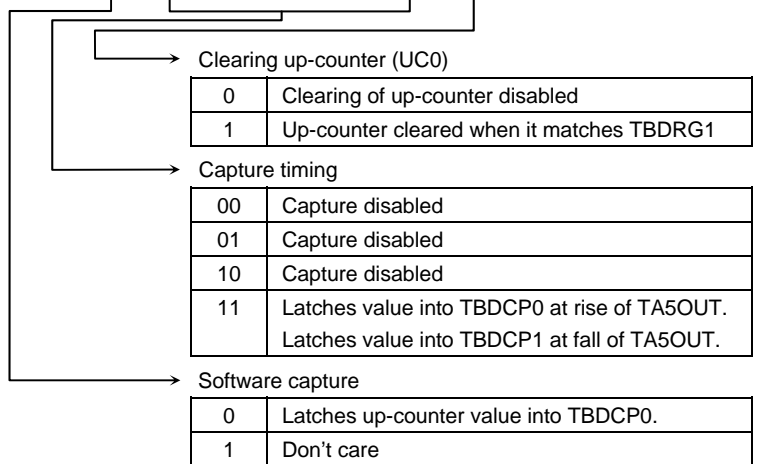 Clearing up-counter (UC0)
0 Clearing of up-counter disabled
1 Up-counter cleared when it matches TBDRG1
Capture timing
00 Capture disabled
01 Capture disabled
10 Capture disabled
11 Latches value into TBDCP0 at rise of TA5OUT.
Latches value into TBDCP1 at fall of TA5OUT.
Software capture
0 Latches up-counter value into TBDCP0.
1 Don't care